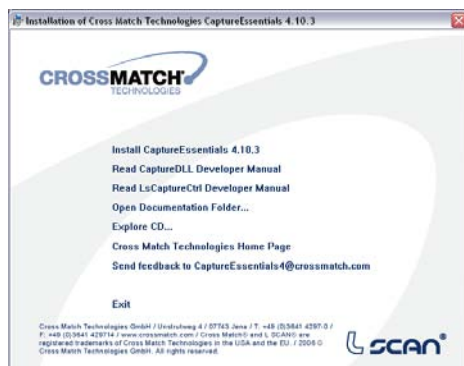 Installation of Cross Match Technologies CaptureEssentials 4.10.3
CROSSMATCH
TECHNOLOGIES
Install CaptureEssentials 4.10.3
Read CaptureDLL Developer Manual
Read LsCaptureCtrl Developer Manual
Open Documentation Folder...
Explore CD...
Cross Match Technologies Home Page
Send feedback to CaptureEssentials4@crossmatch.com
Exit
Cross Match Technologies GmbH / Unstrutweg 4 / 07743 Jena / T: +49 (0)3641 4297-0 /
F: +49 (0)3641 429714 / www.crossmatch.com / Cross Match® and L SCAN® are
registered trademarks of Cross Match Technologies in the USA and the EU. / 2006 ©
Cross Match Technologies GmbH. All rights reserved.
L SCAN®